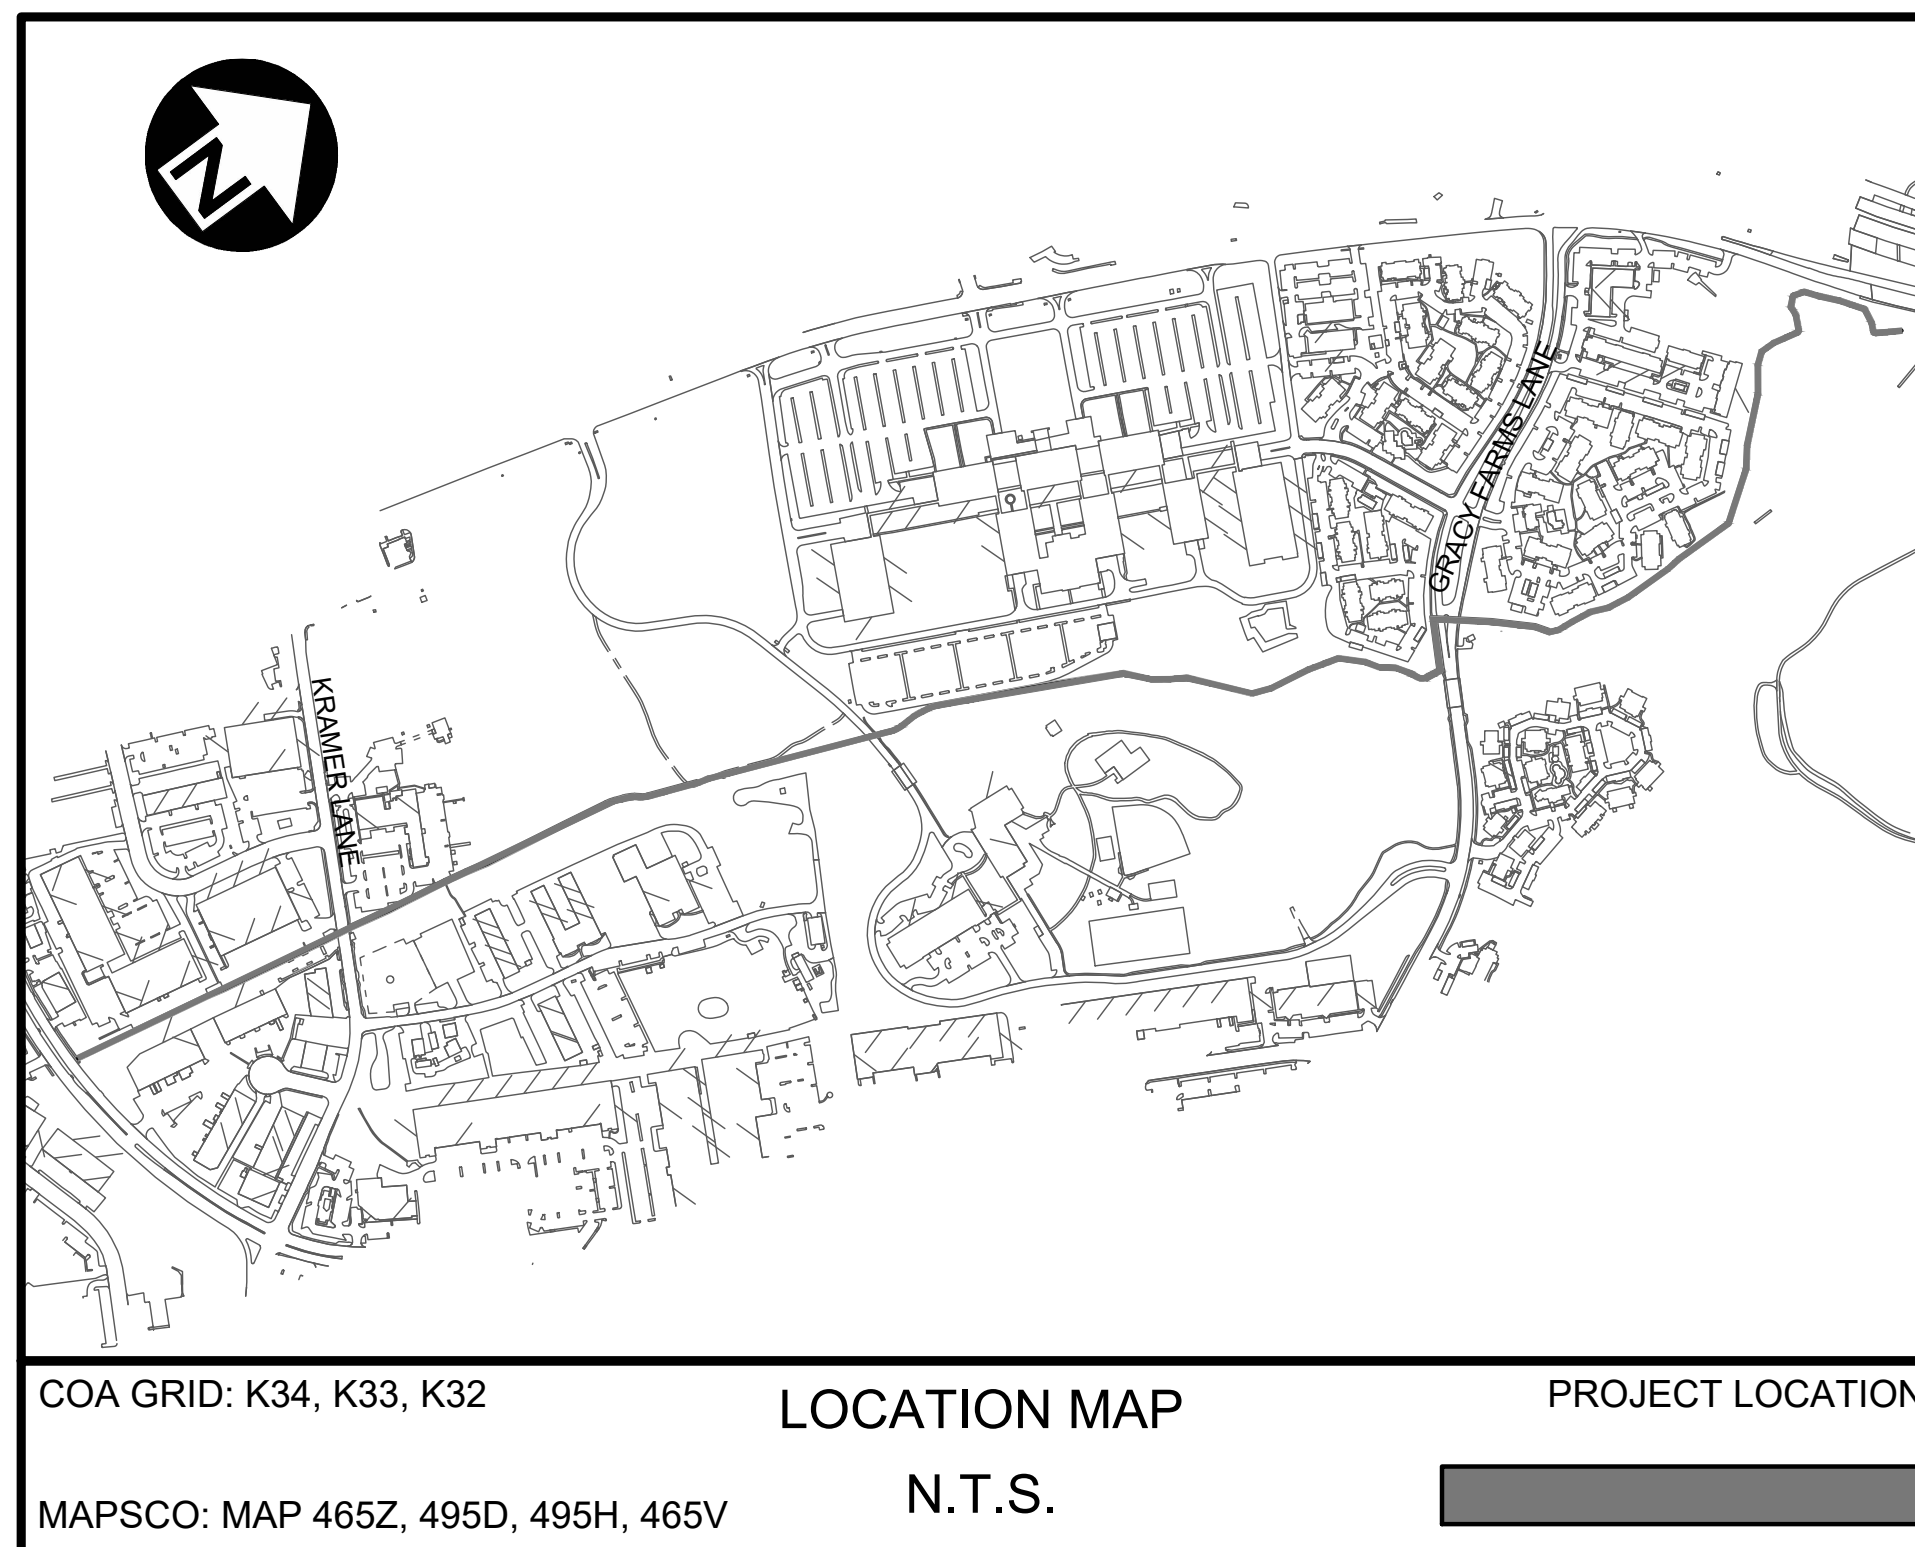 N
GRACY FARMS LANE
KRAMER LANE
COA GRID: K34, K33, K32
LOCATION MAP
PROJECT LOCATION
N.T.S.
MAPSCO: MAP 465Z, 495D, 495H, 465V